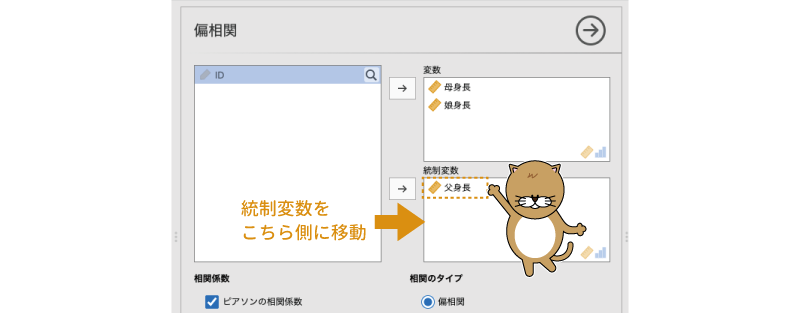 偏相関
ID
変数
母身長
娘身長
統制変数
父身長
統制変数を
こちら側に移動
相関係数
相関のタイプ
ピアソンの相関係数
偏相関